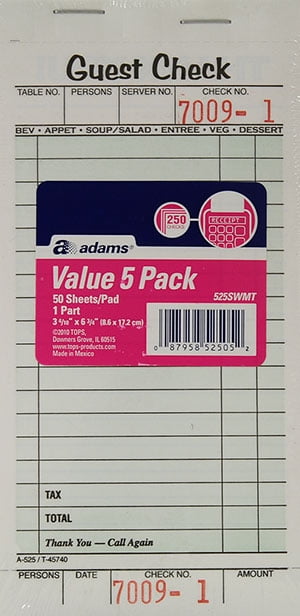 Guest Check
TABLE NO. PERSONS SERVER NO. CHECK NO.
7009- 1
BEV • APPET • SOUP/SALAD • ENTREE • VEG • DESSERT
250
CHECKS
RECEIPT
a adams®
Value 5 Pack
50 Sheets/Pad
525SWMT
1 Part
3 4/10" x 6 3/4" (8.6 x 17.2 cm)
©2010 TOPS,
Downers Grove, IL 60515
www.tops-products.com
Made in Mexico
0 87958 52505 2
TAX
TOTAL
Thank You — Call Again
A-525 / T-45740
PERSONS DATE CHECK NO. AMOUNT
7009- 1